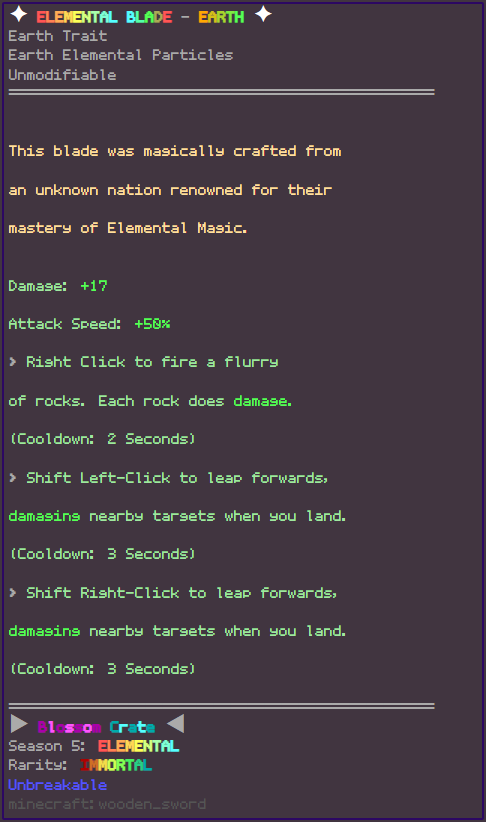 ✦ ELEMENTAL BLADE - EARTH ✦
Earth Trait
Earth Elemental Particles
Unmodifiable
This blade was magically crafted from
an unknown nation renowned for their
mastery of Elemental Magic.
Damage: +17
Attack Speed: +50%
> Right Click to fire a flurry
of rocks. Each rock does damage.
(Cooldown: 2 Seconds)
> Shift Left-Click to leap forwards,
damaging nearby targets when you land.
(Cooldown: 3 Seconds)
> Shift Right-Click to leap forwards,
damaging nearby targets when you land.
(Cooldown: 3 Seconds)
▶ Blossom Crate ◀
Season 5: ELEMENTAL
Rarity: IMMORTAL
Unbreakable
minecraft:wooden_sword